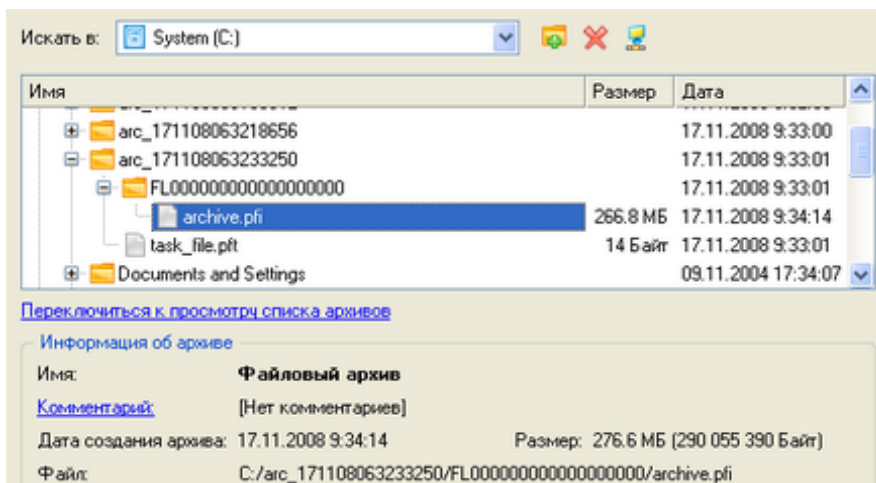 Искать в: System (C:)
Имя Размер Дата
arc_171108063218656 17.11.2008 9:33:00
arc_171108063233250 17.11.2008 9:33:01
FL000000000000000000 17.11.2008 9:33:01
archive.pfi 266.8 МБ 17.11.2008 9:34:14
task_file.pft 14 Байт 17.11.2008 9:33:01
Documents and Settings 09.11.2004 17:34:07
Переключиться к просмотру списка архивов
Информация об архиве
Имя: Файловый архив
Комментарий: [Нет комментариев]
Дата создания архива: 17.11.2008 9:34:14 Размер: 276.6 МБ (290 055 390 Байт)
Файл: C:/arc_171108063233250/FL000000000000000000/archive.pfi